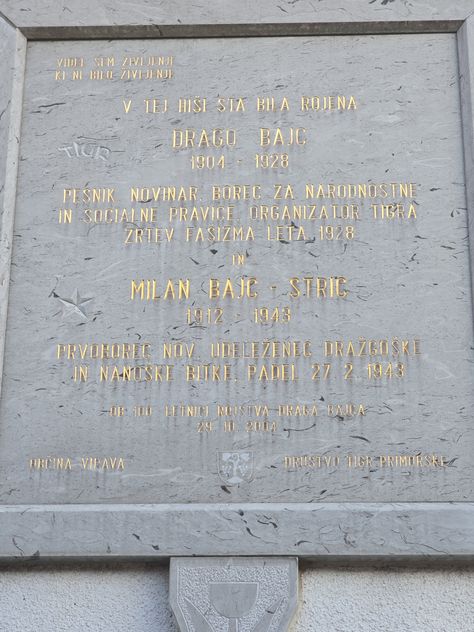 VIDEL SEM ŽIVLJENJE
KI NI BILO ŽIVLJENJE
V TEJ HIŠI STA BILA ROJENA
DRAGO BAJC
1904 - 1928
TIGR
PESNIK, NOVINAR, BOREC ZA NARODNOSTNE
IN SOCIALNE PRAVICE, ORGANIZATOR TIGRA
ŽRTEV FAŠIZMA LETA 1928
IN
MILAN BAJC - STRIC
1912 - 1943
PRVOBOREC NOV, UDELEŽENEC DRAŽGOŠKE
IN NANOŠKE BITKE, PADEL 27. 2. 1943
OB 100. LETNICI ROJSTVA DRAGA BAJCA
29. 10. 2004
OBČINA VIPAVA
DRUŠTVO TIGR PRIMORSKE